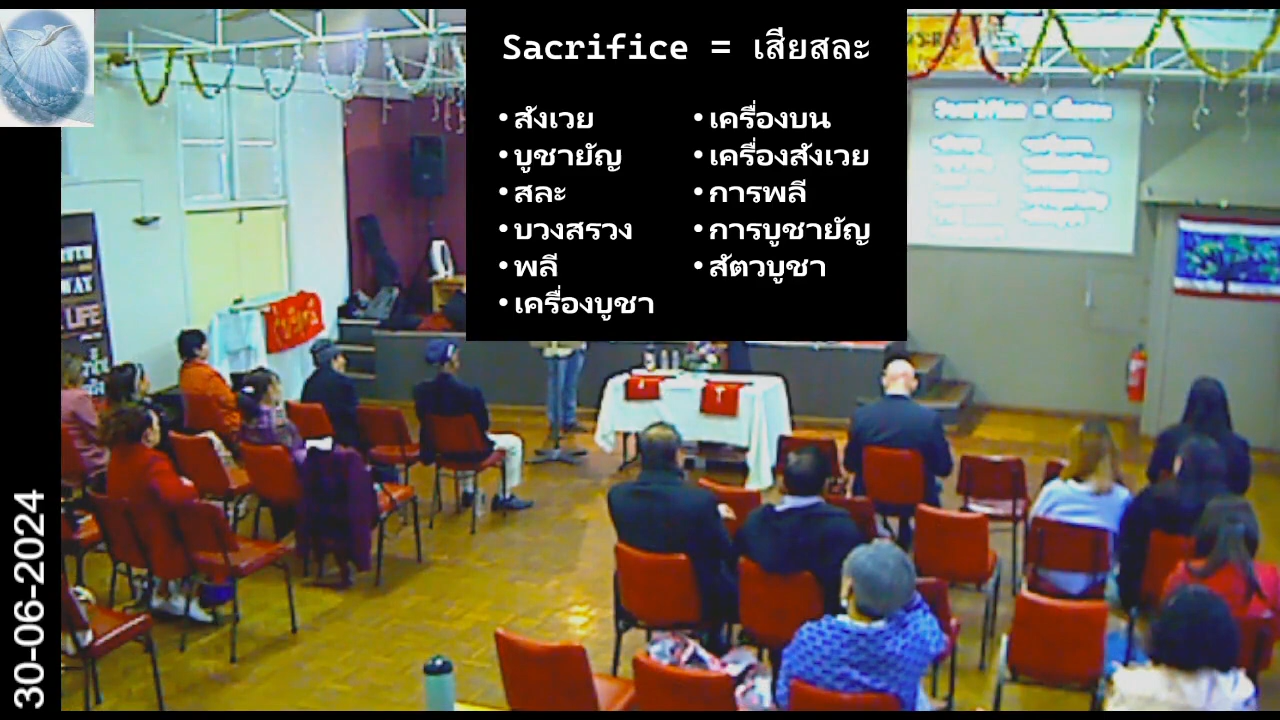 Sacrifice = เสียสละ
• สังเวย
• บูชายัญ
• สละ
• บวงสรวง
• พลี
• เครื่องบูชา
• เครื่องบน
• เครื่องสังเวย
• การพลี
• การบูชายัญ
• สัตวบูชา
WAY
LIFE
30-06-2024